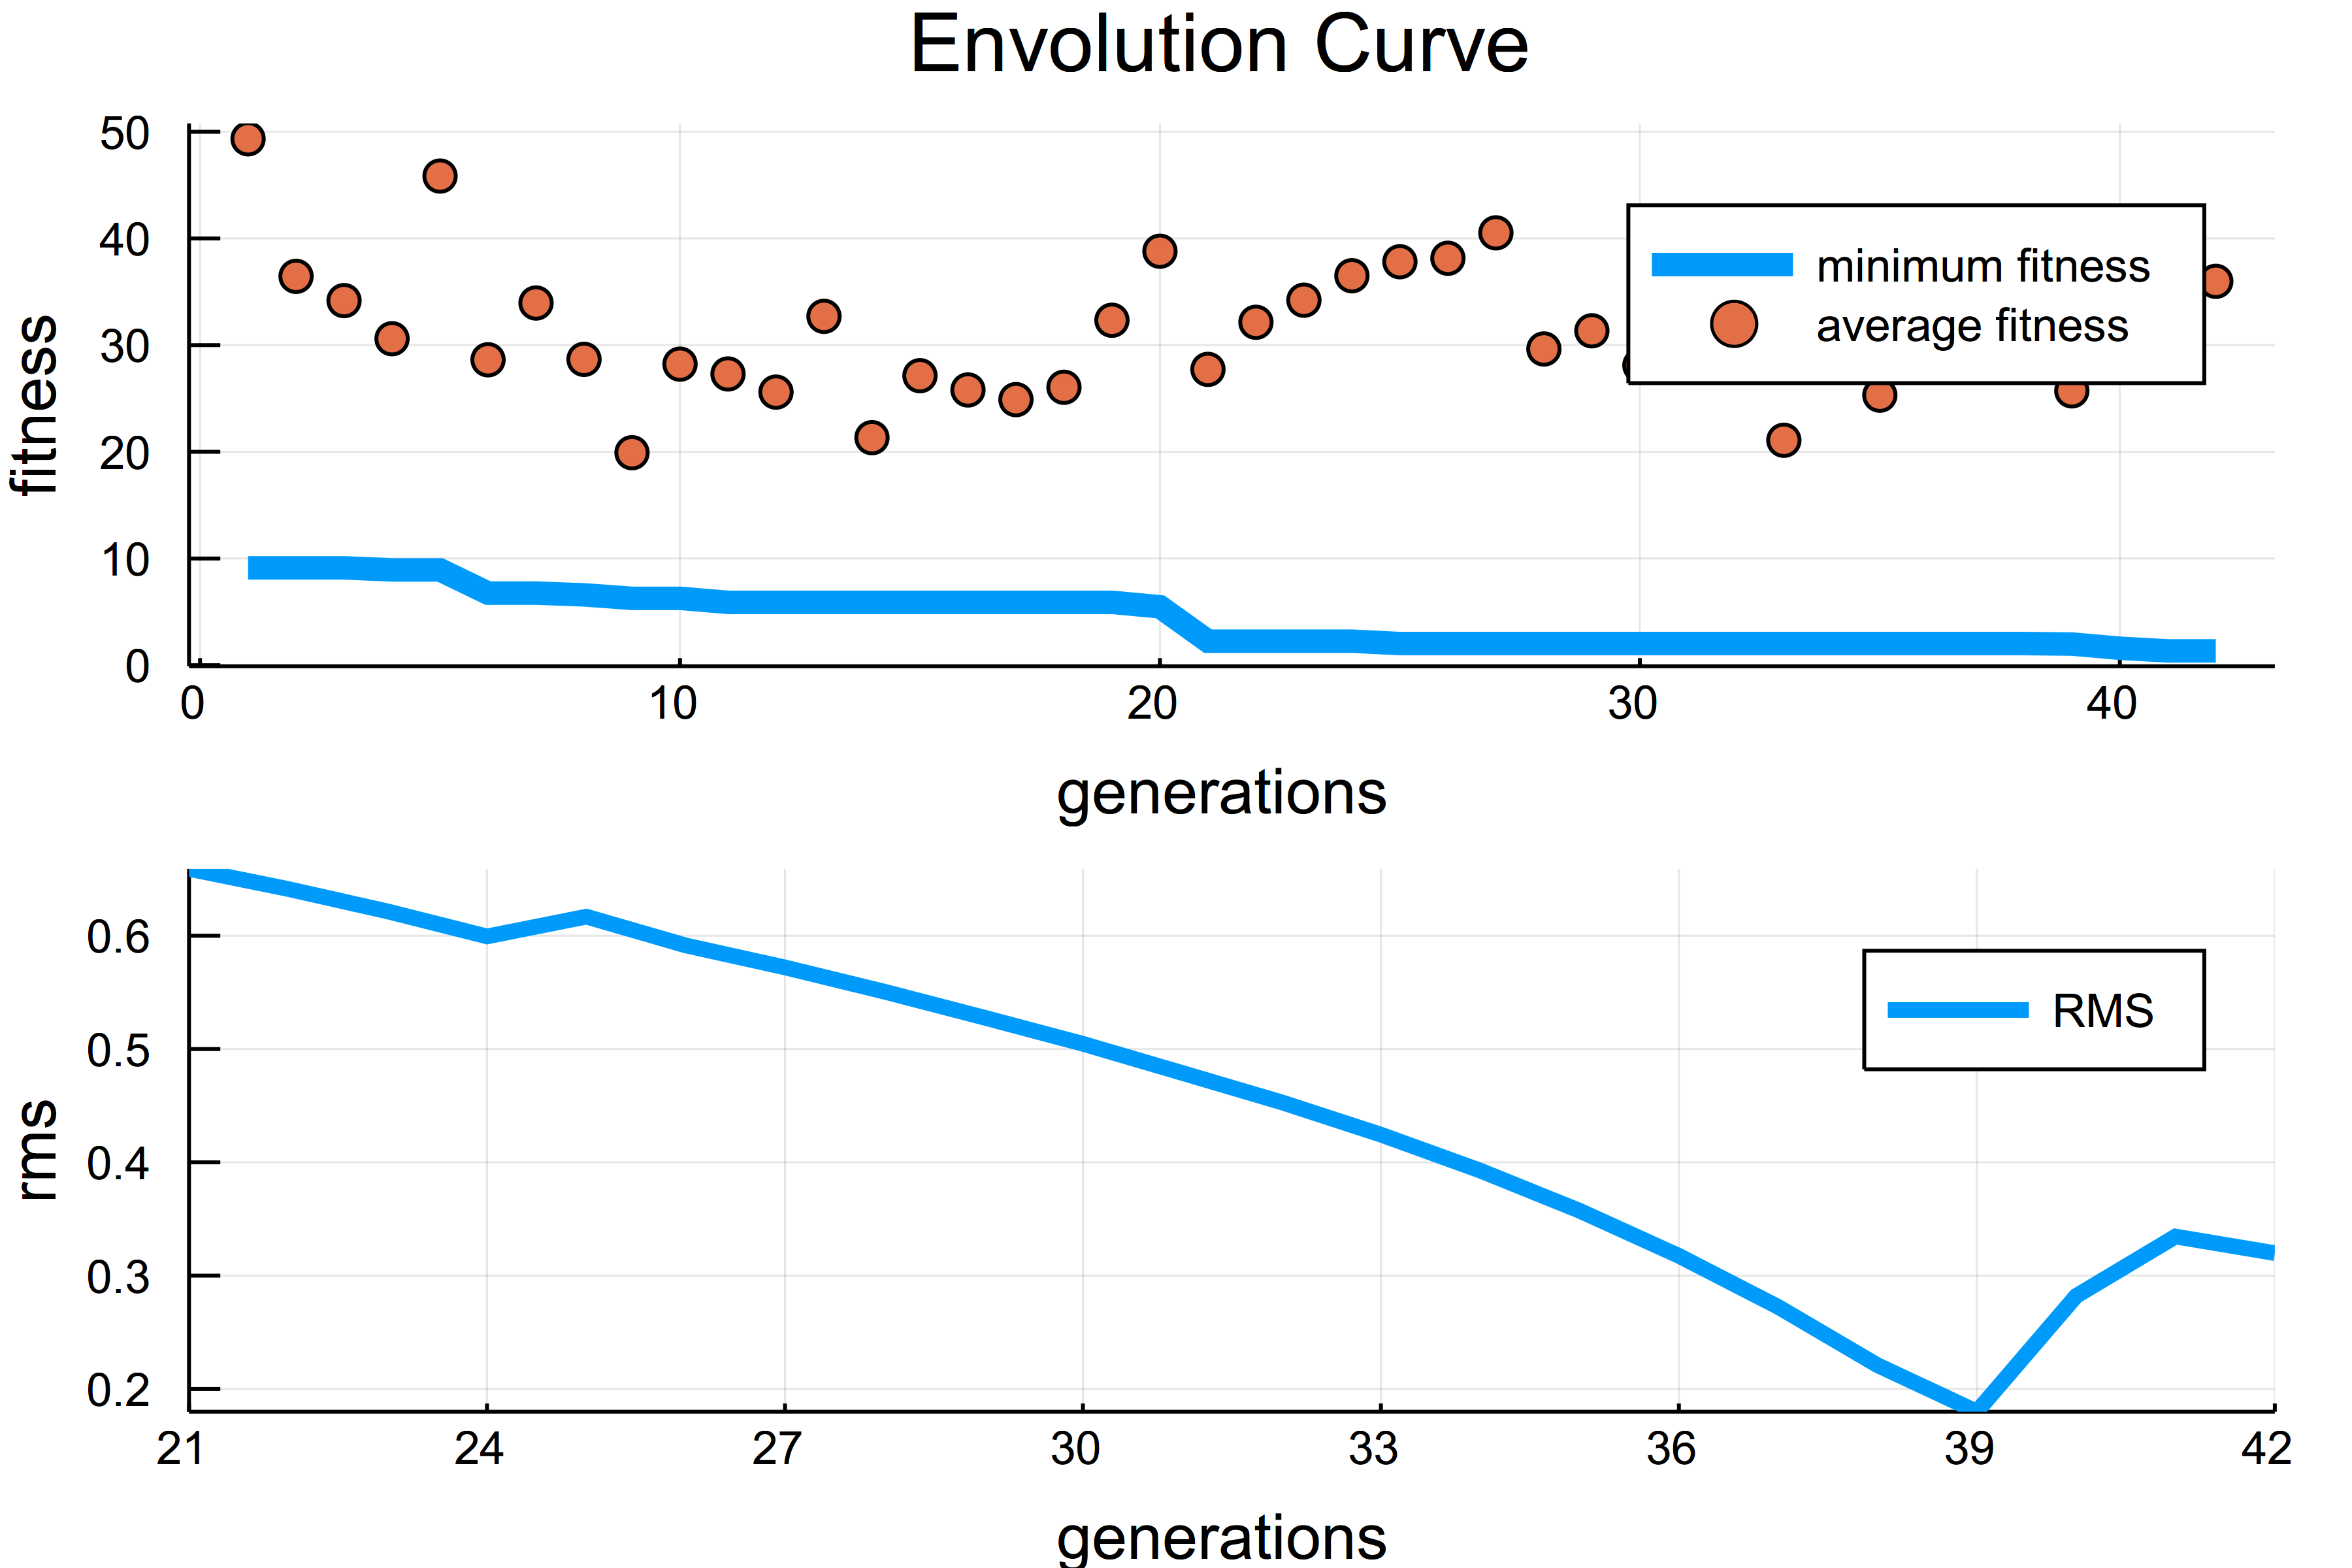 Envolution Curve
50
40
30
20
10
0
fitness
minimum fitness
average fitness
0 10 20 30 40
generations
0.6
0.5
0.4
0.3
0.2
rms
RMS
21 24 27 30 33 36 39 42
generations